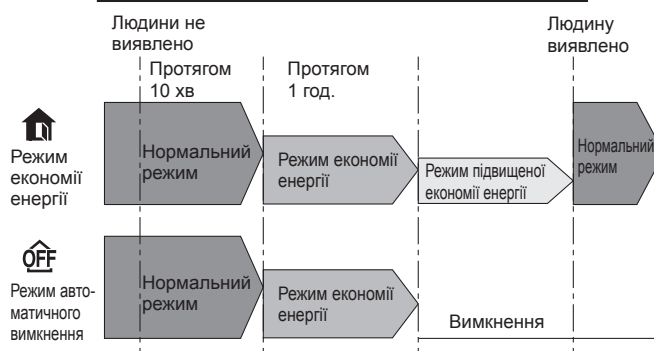 Людини не
виявлено
Людину
виявлено
Протягом
10 хв
Протягом
1 год.
Режим
економії
енергії
Нормальний
режим
Режим економії
енергії
Режим підвищеної
економії енергії
Нормальний
режим
OFF
Режим авто-
матичного
вимкнення
Нормальний
режим
Режим економії
енергії
Вимкнення